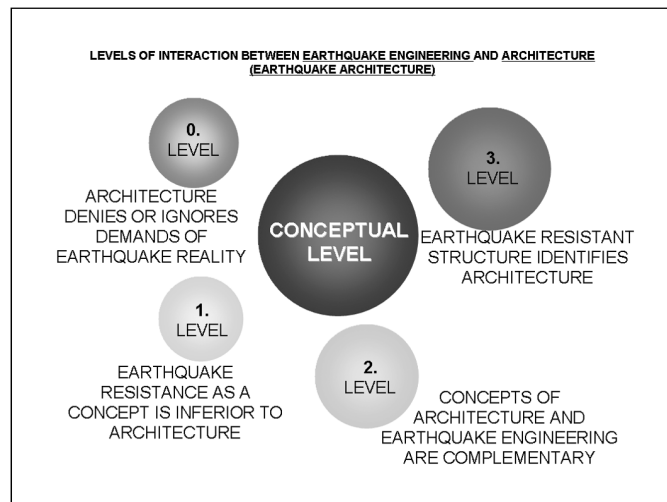 LEVELS OF INTERACTION BETWEEN EARTHQUAKE ENGINEERING AND ARCHITECTURE
(EARTHQUAKE ARCHITECTURE)
0.
LEVEL
ARCHITECTURE
DENIES OR IGNORES
DEMANDS OF
EARTHQUAKE REALITY
1.
LEVEL
EARTHQUAKE
RESISTANCE AS A
CONCEPT IS INFERIOR TO
ARCHITECTURE
CONCEPTUAL
LEVEL
2.
LEVEL
CONCEPTS OF
ARCHITECTURE AND
EARTHQUAKE ENGINEERING
ARE COMPLEMENTARY
3.
LEVEL
EARTHQUAKE RESISTANT
STRUCTURE IDENTIFIES
ARCHITECTURE